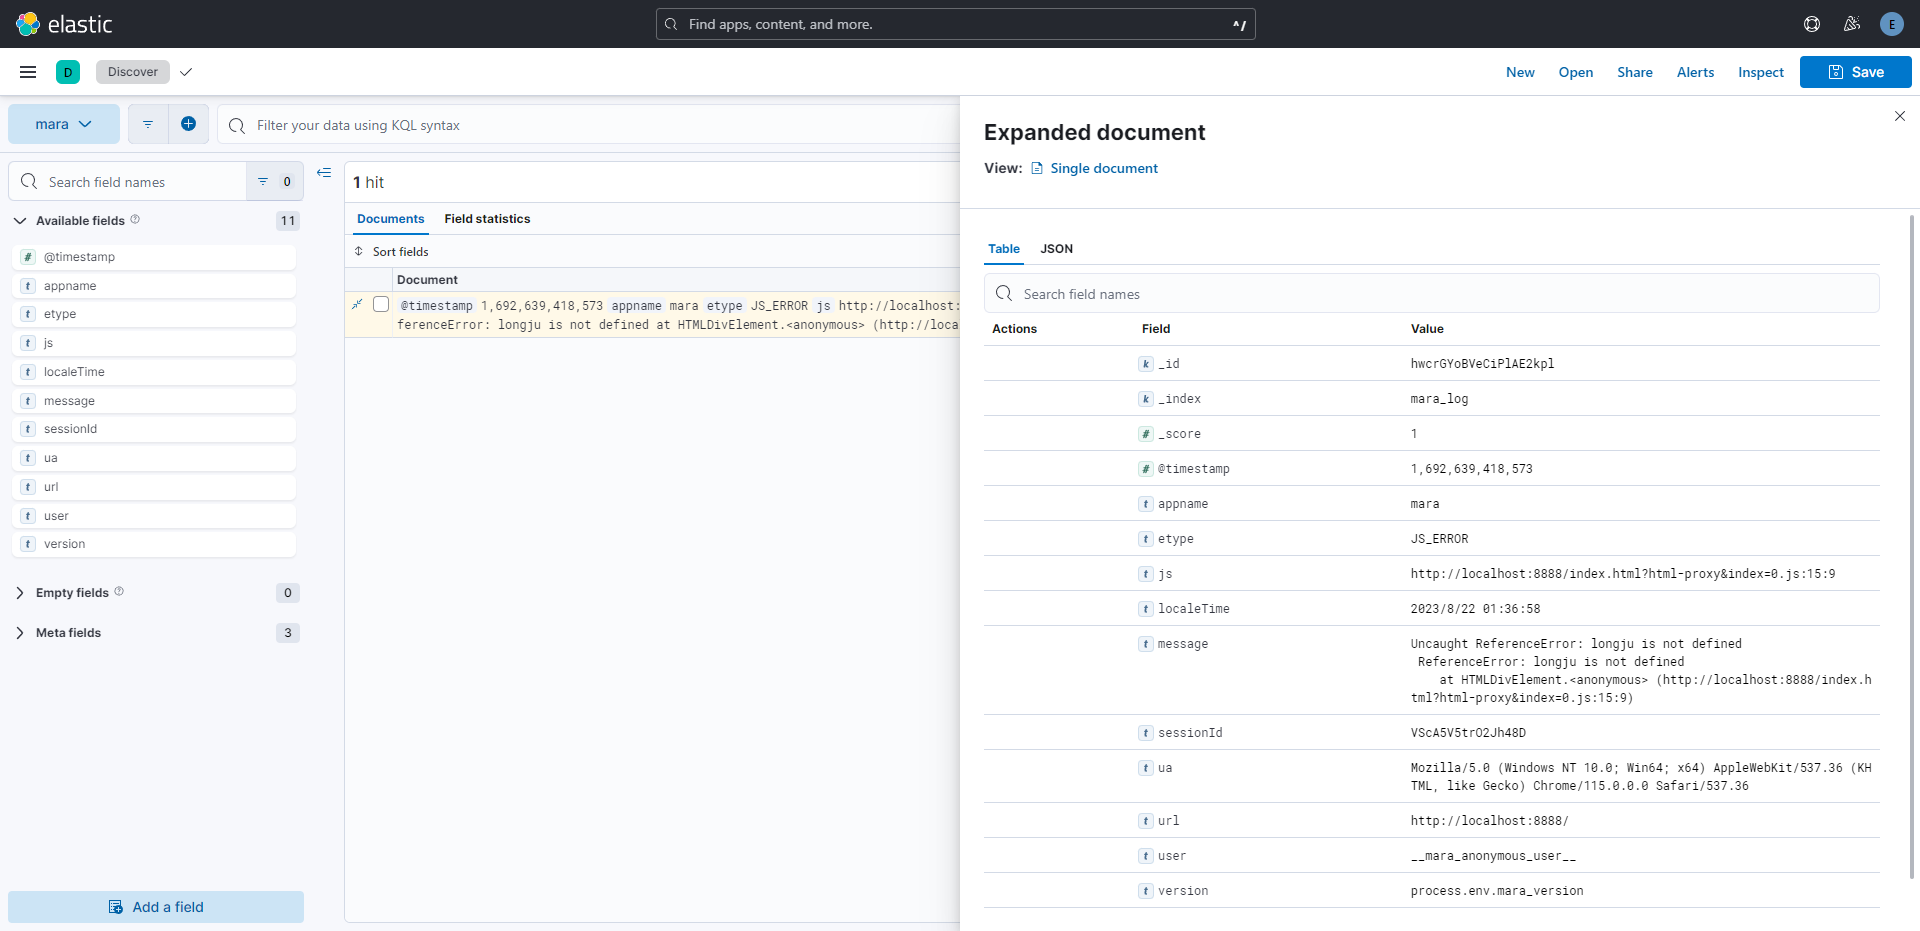 elastic
Find apps, content, and more.
^/
E
D
Discover
New
Open
Share
Alerts
Inspect
Save
mara
Filter your data using KQL syntax
Search field names
0
Available fields
11
# @timestamp
t appname
t etype
t js
t localeTime
t message
t sessionId
t ua
t url
t user
t version
Empty fields
0
Meta fields
3
Add a field
1 hit
Documents
Field statistics
Sort fields
Document
@timestamp 1,692,639,418,573 appname mara etype JS_ERROR js http://localhost:
ferenceError: longju is not defined at HTMLDivElement.<anonymous> (http://loca
Expanded document
View: Single document
Table
JSON
Search field names
Actions Field Value
k _id hwcrGYoBVeCiPlAE2kpl
k _index mara_log
# _score 1
# @timestamp 1,692,639,418,573
t appname mara
t etype JS_ERROR
t js http://localhost:8888/index.html?html-proxy&index=0.js:15:9
t localeTime 2023/8/22 01:36:58
t message Uncaught ReferenceError: longju is not defined
ReferenceError: longju is not defined
at HTMLDivElement.<anonymous> (http://localhost:8888/index.h
tml?html-proxy&index=0.js:15:9)
t sessionId VScA5V5trO2Jh48D
t ua Mozilla/5.0 (Windows NT 10.0; Win64; x64) AppleWebKit/537.36 (KH
TML, like Gecko) Chrome/115.0.0.0 Safari/537.36
t url http://localhost:8888/
t user __mara_anonymous_user__
t version process.env.mara_version